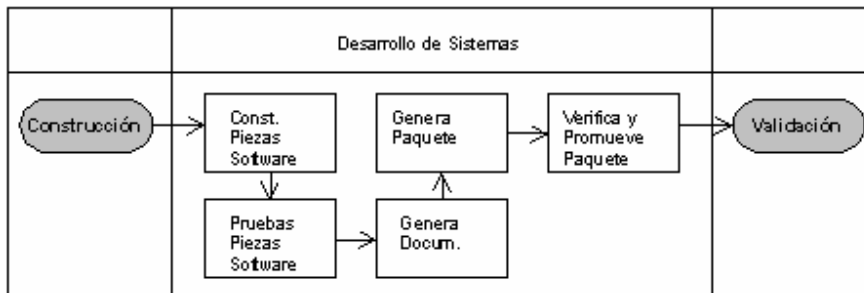 Desarrollo de Sistemas
Construcción
Const.
Piezas
Software
Genera
Paquete
Verifica y
Promueve
Paquete
Validación
Pruebas
Piezas
Software
Genera
Docum.